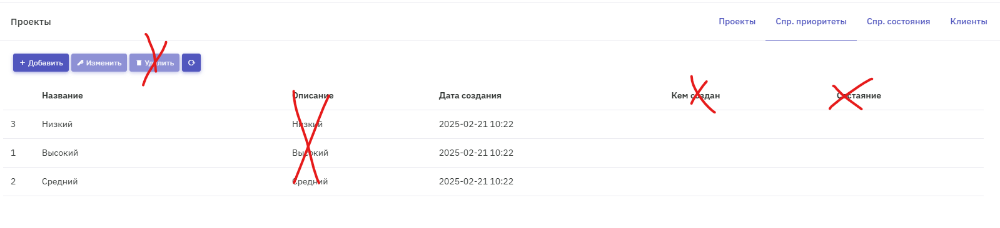 Проекты Проекты Спр. приоритеты Спр. состояния Клиенты
+ Добавить Изменить Удалить
Название Описание Дата создания Кем создан Состаяние
3 Низкий Низкий 2025-02-21 10:22
1 Высокий Высокий 2025-02-21 10:22
2 Средний Средний 2025-02-21 10:22